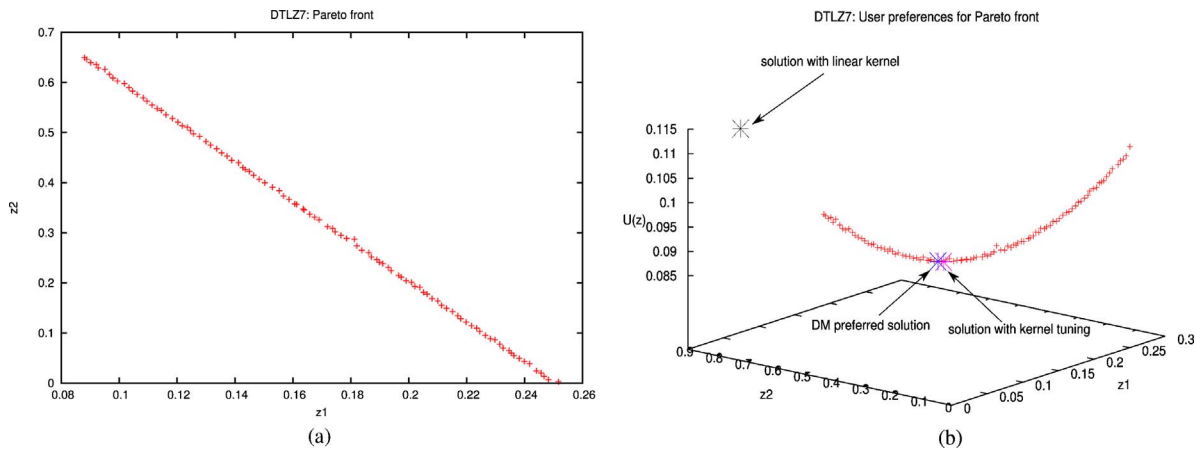 DTLZ7: Pareto front
0.7
0.6
0.5
0.4
0.3
0.2
0.1
0
z2
0.08 0.1 0.12 0.14 0.16 0.18 0.2 0.22 0.24 0.26
z1
(a)
DTLZ7: User preferences for Pareto front
solution with linear kernel
0.115
0.11
0.105
0.1
U(z)
0.095
0.09
0.085
DM preferred solution
solution with kernel tuning
0.9 0.8 0.7 0.6 0.5 0.4 0.3 0.2 0.1 0
z2
0 0.05 0.1 0.15 0.2 0.25 0.3
z1
(b)